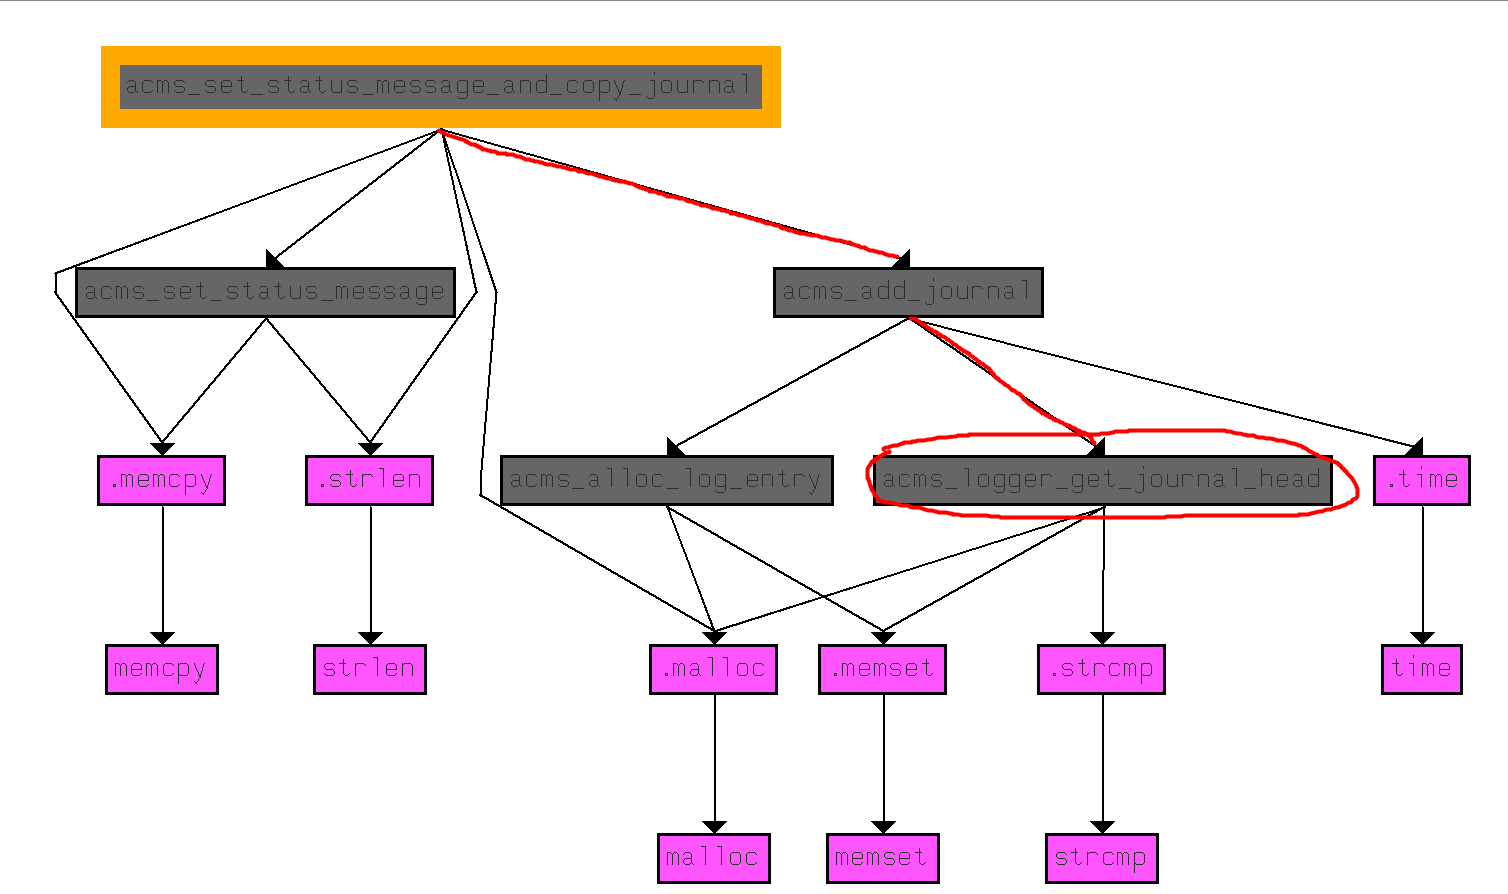 acms_set_status_message_and_copy_journal
acms_set_status_message
acms_add_journal
.memcpy
.strlen
acms_alloc_log_entry
acms_logger_get_journal_head
.time
memcpy
strlen
.malloc
.memset
.strcmp
time
malloc
memset
strcmp